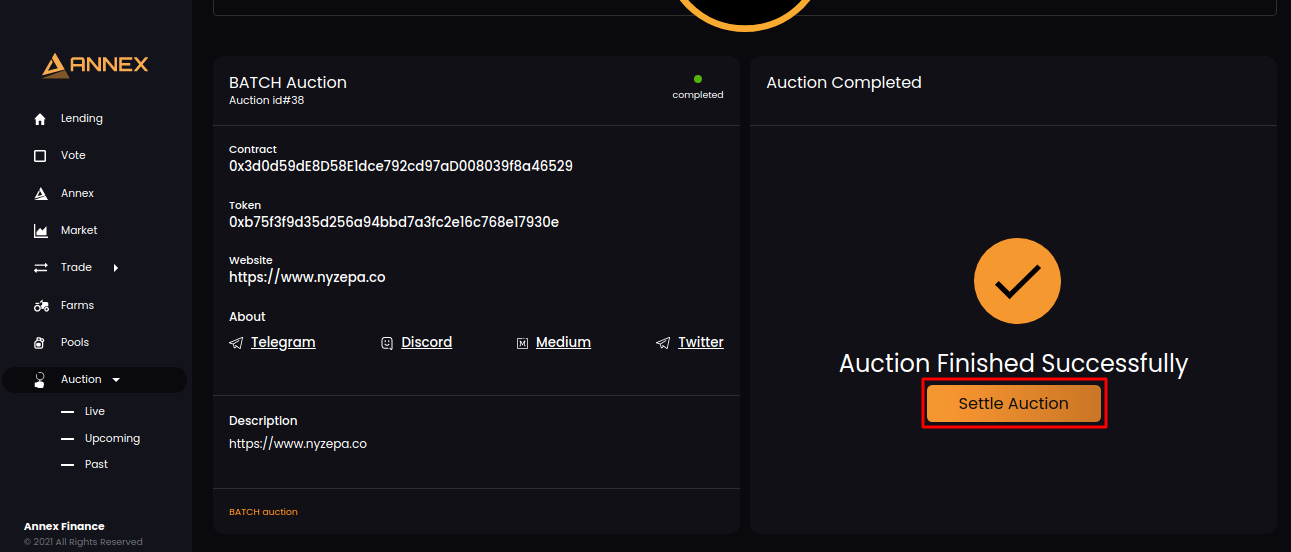 ANNEX
Lending
Vote
Annex
Market
Trade
Farms
Pools
Auction
Live
Upcoming
Past
Annex Finance
© 2021 All Rights Reserved
BATCH Auction
Auction id#38
completed
Contract
0x3d0d59dE8D58E1dce792cd97aD008039f8a46529
Token
0xb75f3f9d35d256a94bbd7a3fc2e16c768e17930e
Website
https://www.nyzepa.co
About
Telegram Discord Medium Twitter
Description
https://www.nyzepa.co
BATCH auction
Auction Completed
Auction Finished Successfully
Settle Auction